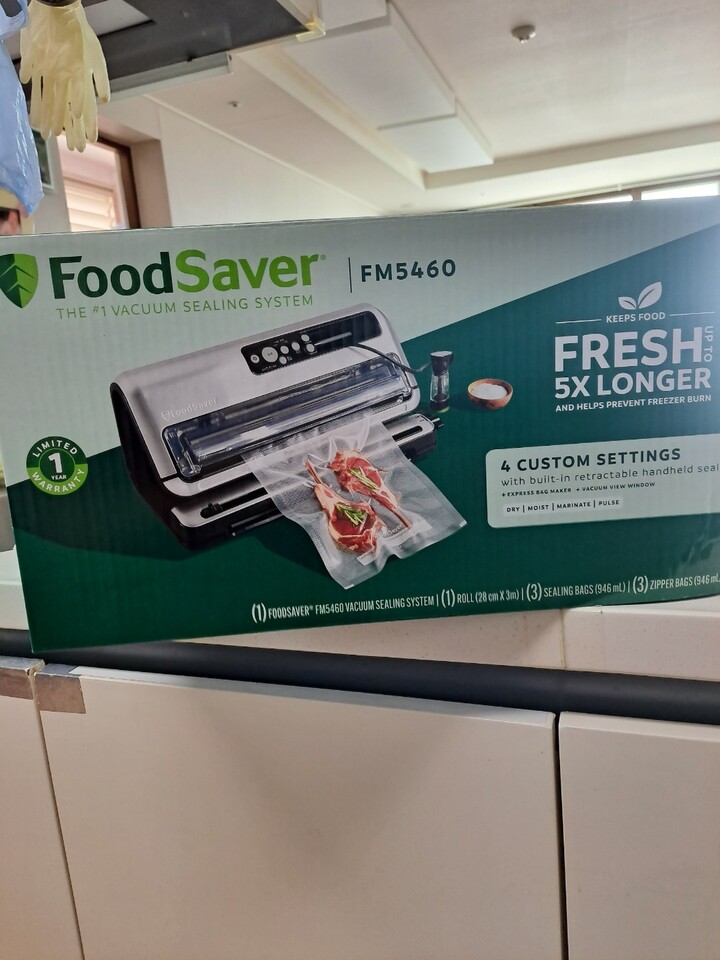 FoodSaver® | FM5460
THE #1 VACUUM SEALING SYSTEM
KEEPS FOOD
FRESH UP TO
5X LONGER
AND HELPS PREVENT FREEZER BURN
FoodSaver
LIMITED
1
YEAR
WARRANTY
4 CUSTOM SETTINGS
with built-in retractable handheld seal
+ EXPRESS BAG MAKER + VACUUM VIEW WINDOW
DRY | MOIST | MARINATE | PULSE
(1) FOODSAVER® FM5460 VACUUM SEALING SYSTEM | (1) ROLL (28 cm X 3m) | (3) SEALING BAGS (946 mL) | (3) ZIPPER BAGS (946 mL